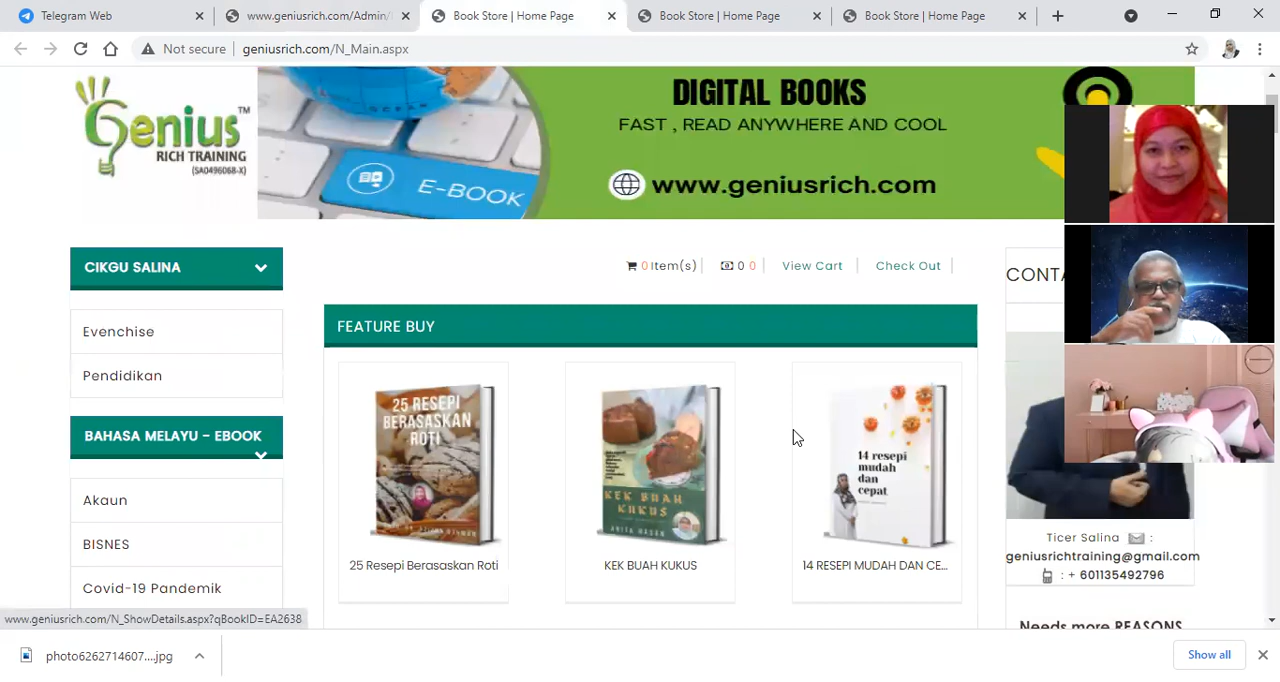 Telegram Web
www.geniusrich.com/Admin/
Book Store | Home Page
Book Store | Home Page
Book Store | Home Page
Not secure
geniusrich.com/N_Main.aspx
Genius TM
RICH TRAINING
(SA0496068-X)
E-BOOK
DIGITAL BOOKS
FAST , READ ANYWHERE AND COOL
www.geniusrich.com
CIKGU SALINA
Evenchise
Pendidikan
BAHASA MELAYU - EBOOK
Akaun
BISNES
Covid-19 Pandemik
0 Item(s)
0 0
View Cart
Check Out
FEATURE BUY
25 RESEPI
BERASASKAN
ROTI
KEK BUAH
KUKUS
ANITA HASAN
14 resepi
mudah
dan
cepat
25 Resepi Berasaskan Roti
KEK BUAH KUKUS
14 RESEPI MUDAH DAN CE...
CONTA
Ticer Salina :
geniusrichtraining@gmail.com
: + 601135492796
Needs more REASONS
www.geniusrich.com/N_ShowDetails.aspx?qBookID=EA2638
photo6262714607....jpg
Show all